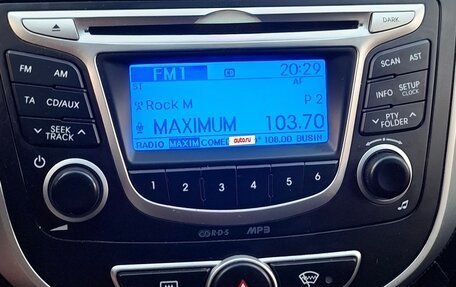 DARK
FM1 20:29
ST AF
Rock M P 2
MAXIMUM 103.70
RADIO MAXIM COME auto.ru 106.00 BUSIN
FM AM
TA CD/AUX
SEEK
TRACK
SCAN AST
INFO SETUP
CLOCK
PTY
FOLDER
1 2 3 4 5 6
R·D·S MP3